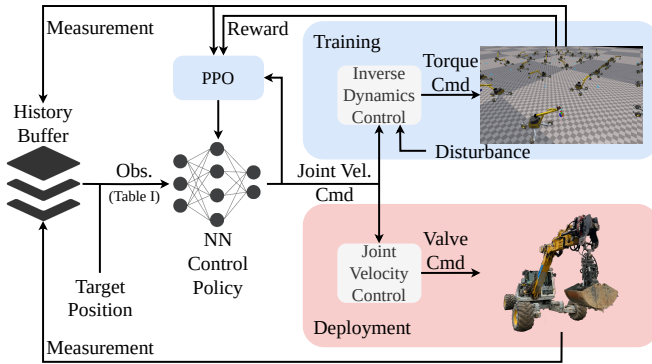 Measurement
Reward
Training
PPO
Inverse
Dynamics
Control
Torque
Cmd
History
Buffer
Disturbance
Obs.
(Table I)
Joint Vel.
Cmd
NN
Control
Policy
Target
Position
Joint
Velocity
Control
Valve
Cmd
Deployment
Measurement